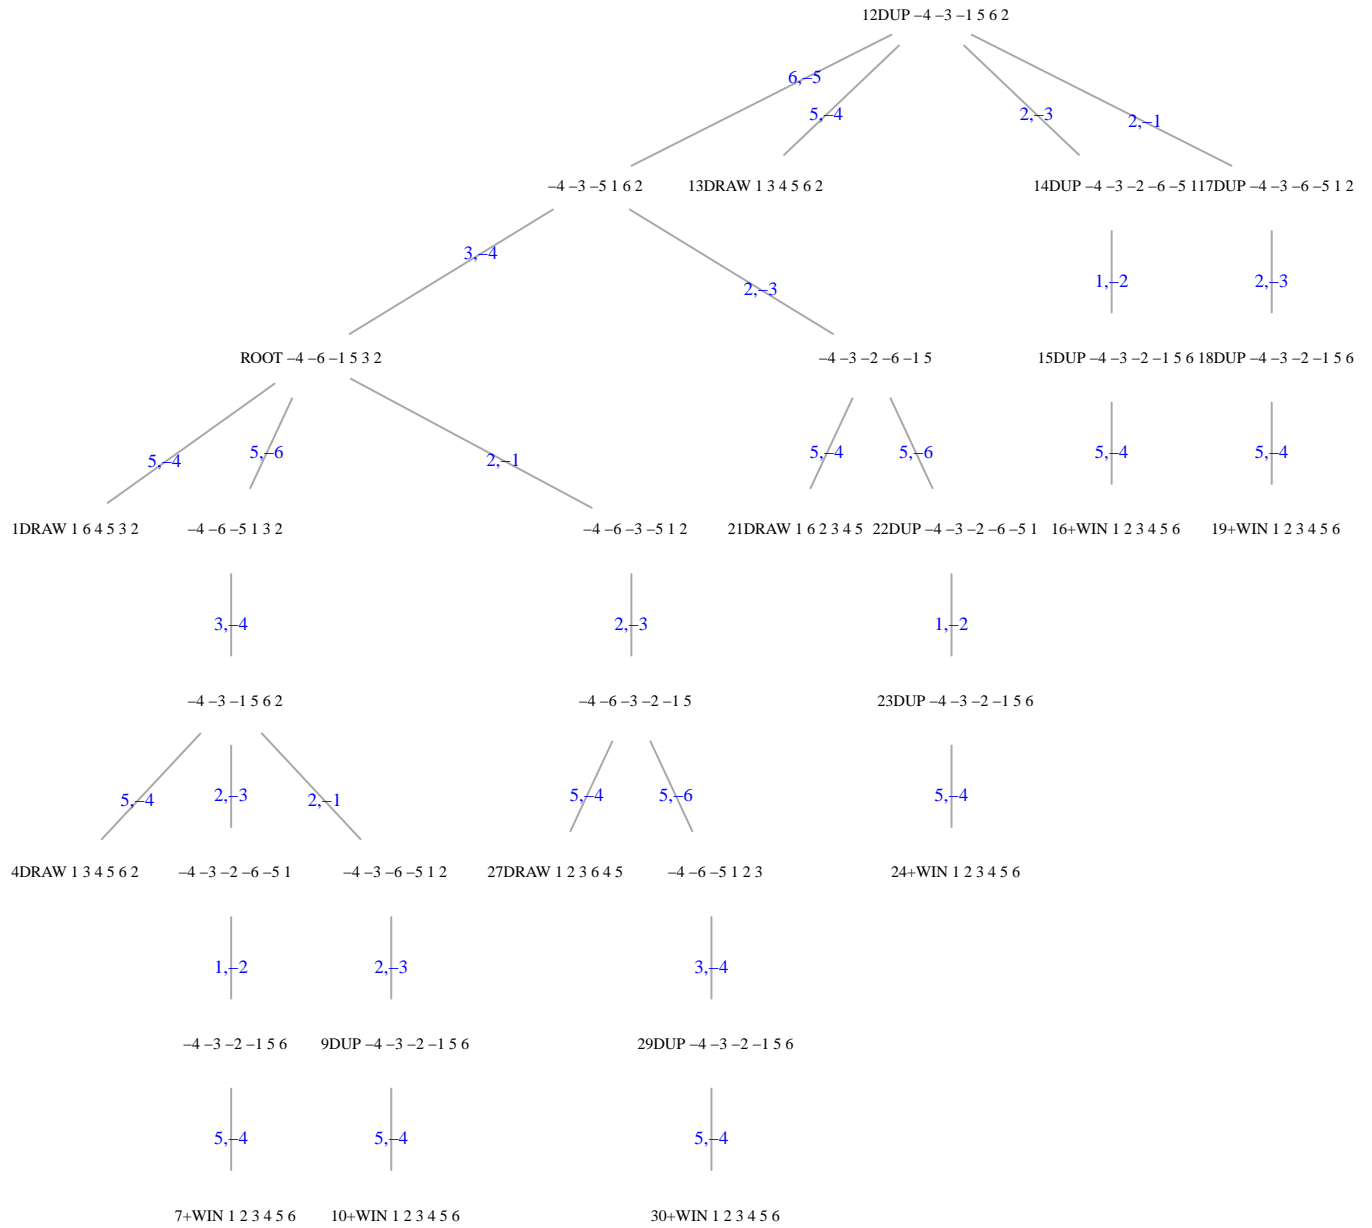 12DUP −4 −3 −1 5 6 2
6,−5
5,−4
2,−3
2,−1
−4 −3 −5 1 6 2
13DRAW 1 3 4 5 6 2
14DUP −4 −3 −2 −6 −5 1
17DUP −4 −3 −6 −5 1 2
3,−4
2,−3
1,−2
2,−3
ROOT −4 −6 −1 5 3 2
−4 −3 −2 −6 −1 5
15DUP −4 −3 −2 −1 5 6
18DUP −4 −3 −2 −1 5 6
5,−4
5,−6
2,−1
5,−4
5,−6
5,−4
5,−4
1DRAW 1 6 4 5 3 2
−4 −6 −5 1 3 2
−4 −6 −3 −5 1 2
21DRAW 1 6 2 3 4 5
22DUP −4 −3 −2 −6 −5 1
16+WIN 1 2 3 4 5 6
19+WIN 1 2 3 4 5 6
3,−4
2,−3
1,−2
−4 −3 −1 5 6 2
−4 −6 −3 −2 −1 5
23DUP −4 −3 −2 −1 5 6
5,−4
2,−3
2,−1
5,−4
5,−6
5,−4
4DRAW 1 3 4 5 6 2
−4 −3 −2 −6 −5 1
−4 −3 −6 −5 1 2
27DRAW 1 2 3 6 4 5
−4 −6 −5 1 2 3
24+WIN 1 2 3 4 5 6
1,−2
2,−3
3,−4
−4 −3 −2 −1 5 6
9DUP −4 −3 −2 −1 5 6
29DUP −4 −3 −2 −1 5 6
5,−4
5,−4
5,−4
7+WIN 1 2 3 4 5 6
10+WIN 1 2 3 4 5 6
30+WIN 1 2 3 4 5 6